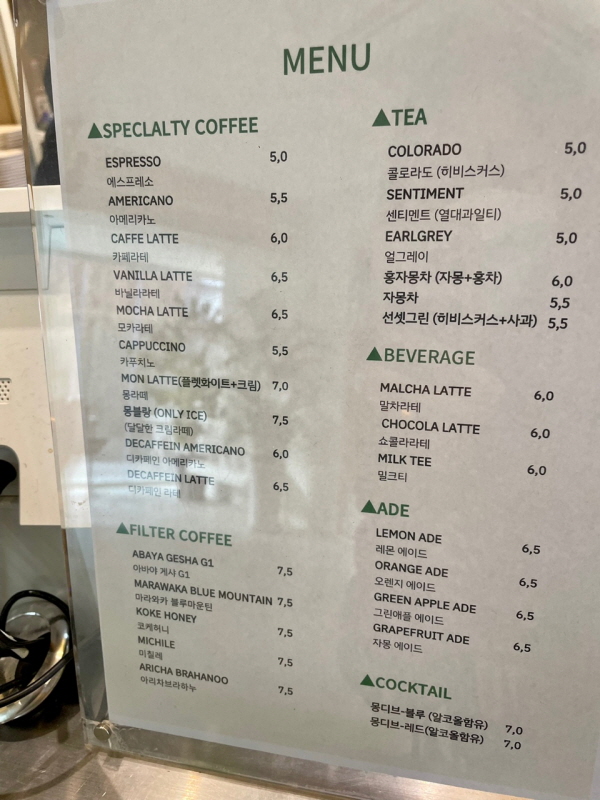 MENU
▲SPECLALTY COFFEE
ESPRESSO 5,0
에스프레소
AMERICANO 5,5
아메리카노
CAFFE LATTE 6,0
카페라테
VANILLA LATTE 6,5
바닐라라테
MOCHA LATTE 6,5
모카라테
CAPPUCCINO 5,5
카푸치노
MON LATTE(플렛화이트+크림) 7,0
몽라떼
몽블랑 (ONLY ICE) 7,5
(달달한 크림라떼)
DECAFFEIN AMERICANO 6,0
디카페인 아메리카노
DECAFFEIN LATTE 6,5
디카페인 라테
▲FILTER COFFEE
ABAYA GESHA G1 7,5
아바야 게샤 G1
MARAWAKA BLUE MOUNTAIN 7,5
마라와카 블루마운틴
KOKE HONEY 7,5
코케허니
MICHILE 7,5
미칠레
ARICHA BRAHANOO 7,5
아리차브라하누
▲TEA
COLORADO 5,0
콜로라도 (히비스커스)
SENTIMENT 5,0
센티멘트 (열대과일티)
EARLGREY 5,0
얼그레이
홍자몽차 (자몽+홍차) 6,0
자몽차 5,5
선셋그린 (히비스커스+사과) 5,5
▲BEVERAGE
MALCHA LATTE 6,0
말차라테
CHOCOLA LATTE 6,0
쇼콜라라테
MILK TEE 6,0
밀크티
▲ADE
LEMON ADE 6,5
레몬 에이드
ORANGE ADE 6,5
오렌지 에이드
GREEN APPLE ADE 6,5
그린애플 에이드
GRAPEFRUIT ADE 6,5
자몽 에이드
▲COCKTAIL
몽디브-블루 (알코올함유) 7,0
몽디브-레드(알코올함유) 7,0